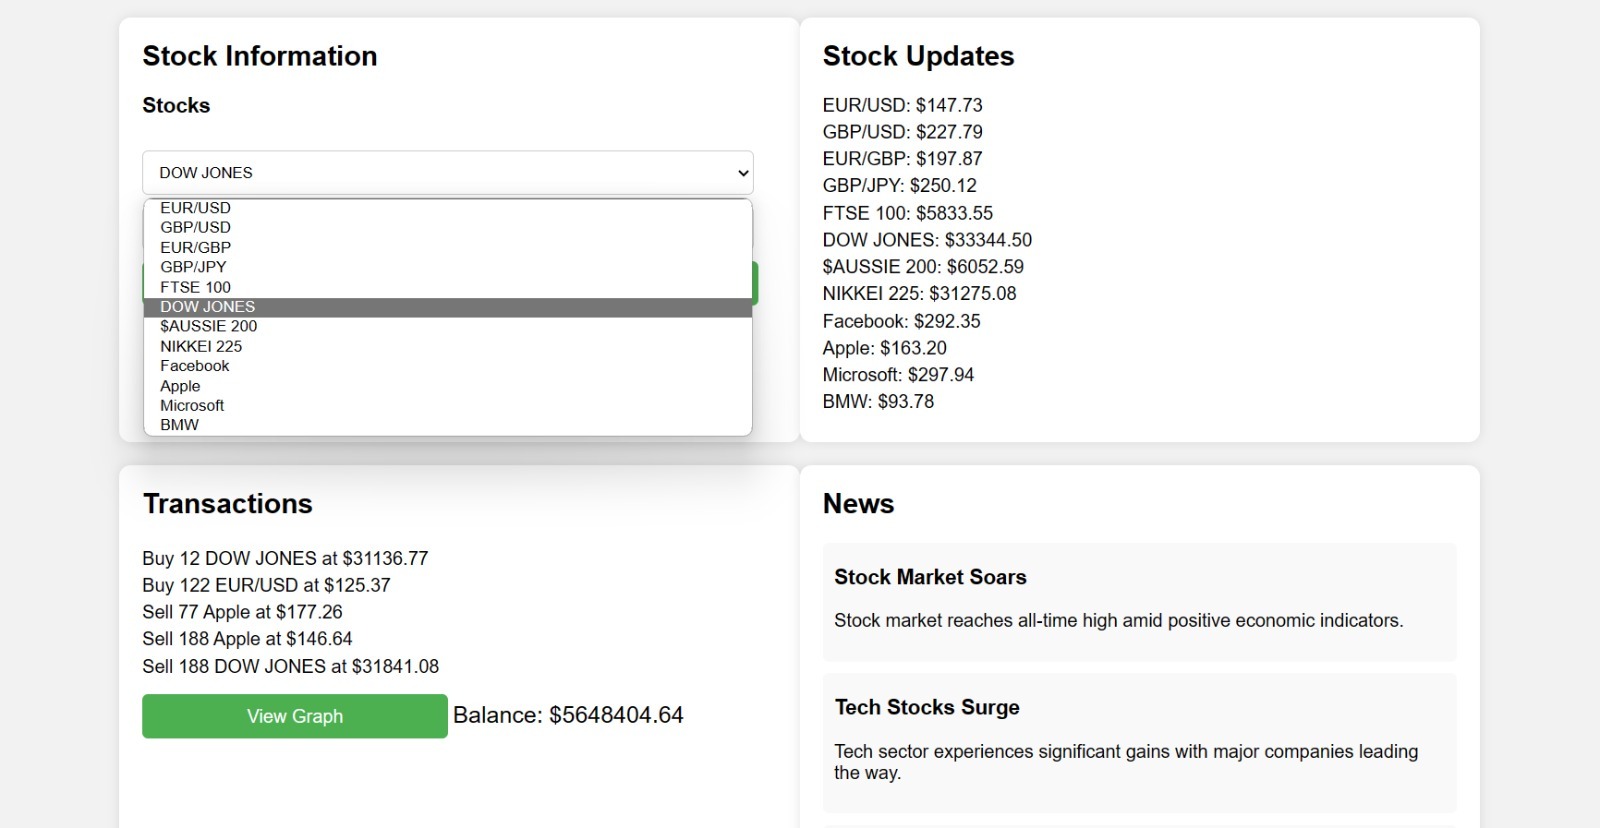 Stock Information
Stocks
DOW JONES
EUR/USD
GBP/USD
EUR/GBP
GBP/JPY
FTSE 100
DOW JONES
$AUSSIE 200
NIKKEI 225
Facebook
Apple
Microsoft
BMW
Stock Updates
EUR/USD: $147.73
GBP/USD: $227.79
EUR/GBP: $197.87
GBP/JPY: $250.12
FTSE 100: $5833.55
DOW JONES: $33344.50
$AUSSIE 200: $6052.59
NIKKEI 225: $31275.08
Facebook: $292.35
Apple: $163.20
Microsoft: $297.94
BMW: $93.78
Transactions
Buy 12 DOW JONES at $31136.77
Buy 122 EUR/USD at $125.37
Sell 77 Apple at $177.26
Sell 188 Apple at $146.64
Sell 188 DOW JONES at $31841.08
View Graph
Balance: $5648404.64
News
Stock Market Soars
Stock market reaches all-time high amid positive economic indicators.
Tech Stocks Surge
Tech sector experiences significant gains with major companies leading
the way.